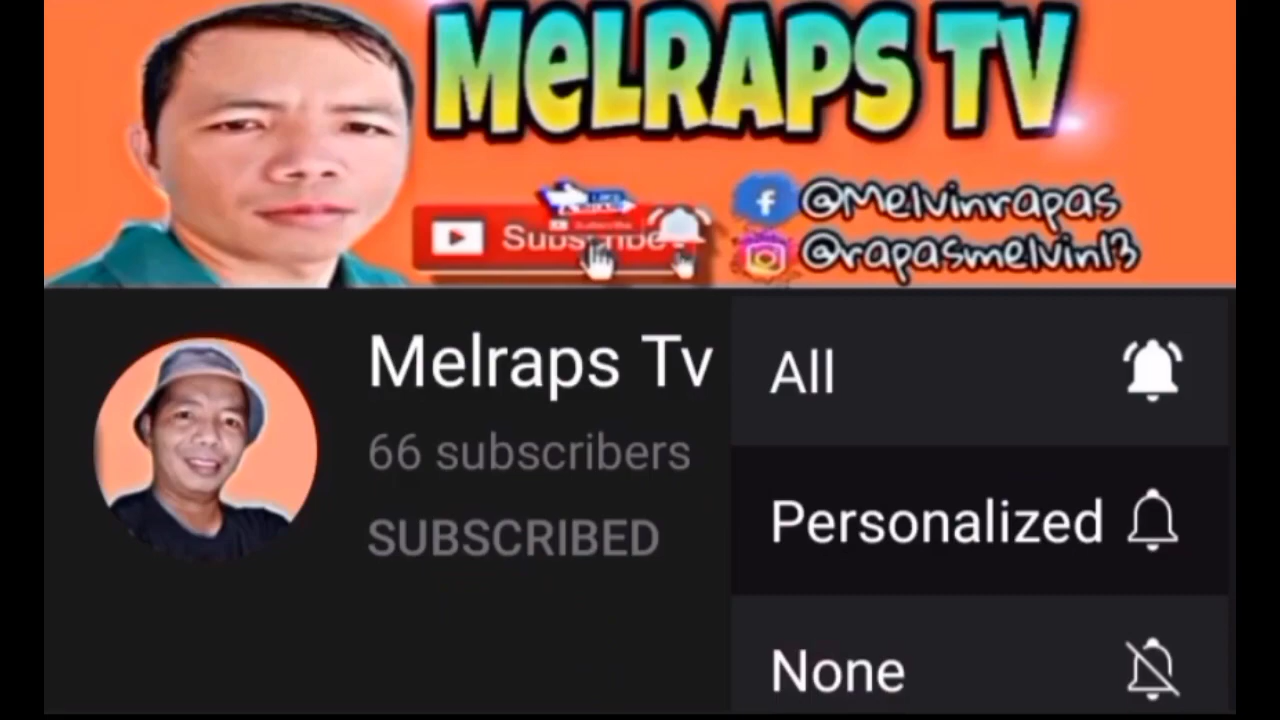 MeLRAPS TV
Subscribe
@Melvinrapas
@rapasmelvin13
Melraps Tv
66 subscribers
SUBSCRIBED
All
Personalized
None